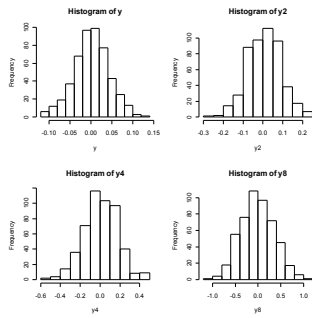 Histogram of y
Frequency
0 20 40 60 80 100
-0.10 -0.05 0.00 0.05 0.10 0.15
y
Histogram of y2
Frequency
0 20 40 60 80 100
-0.3 -0.2 -0.1 0.0 0.1 0.2
y2
Histogram of y4
Frequency
0 20 40 60 80 100
-0.6 -0.4 -0.2 0.0 0.2 0.4
y4
Histogram of y8
Frequency
0 20 40 60 80 100
-1.0 -0.5 0.0 0.5 1.0
y8